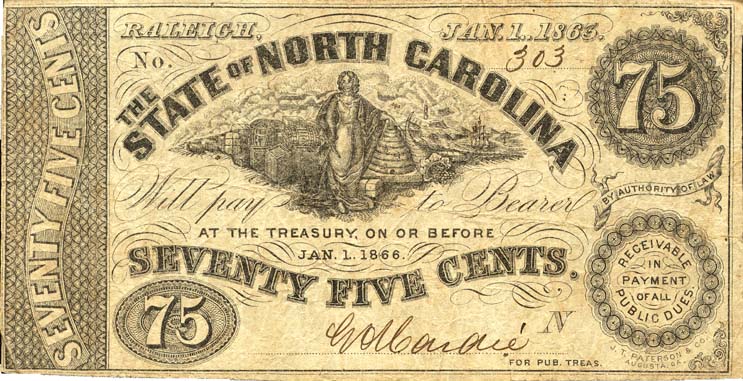 SEVENTY FIVE CENTS
RALEIGH, JAN. 1., 1863.
No. 303
THE
STATE OF NORTH CAROLINA
75
Will pay to Bearer
BY AUTHORITY OF LAW
AT THE TREASURY, ON OR BEFORE
JAN. 1. 1866.
SEVENTY FIVE CENTS.
RECEIVABLE
IN
PAYMENT
OF ALL
PUBLIC DUES.
75
N
FOR PUB. TREAS.
J. T. PATERSON & CO.
AUGUSTA, GA.